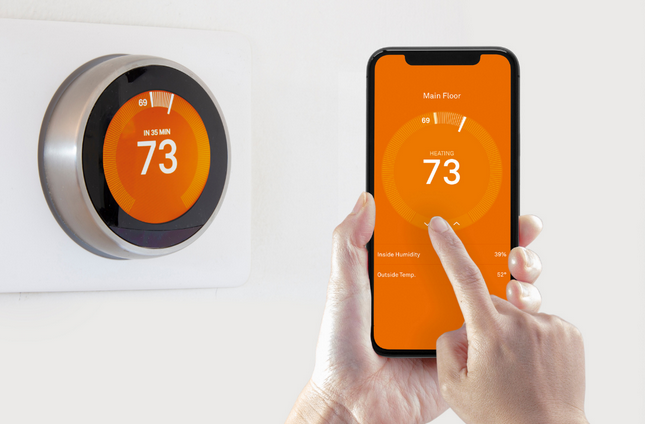 69
IN 35 MIN
73
Main Floor
69
HEATING
73
Inside Humidity 39%
Outside Temp. 52°